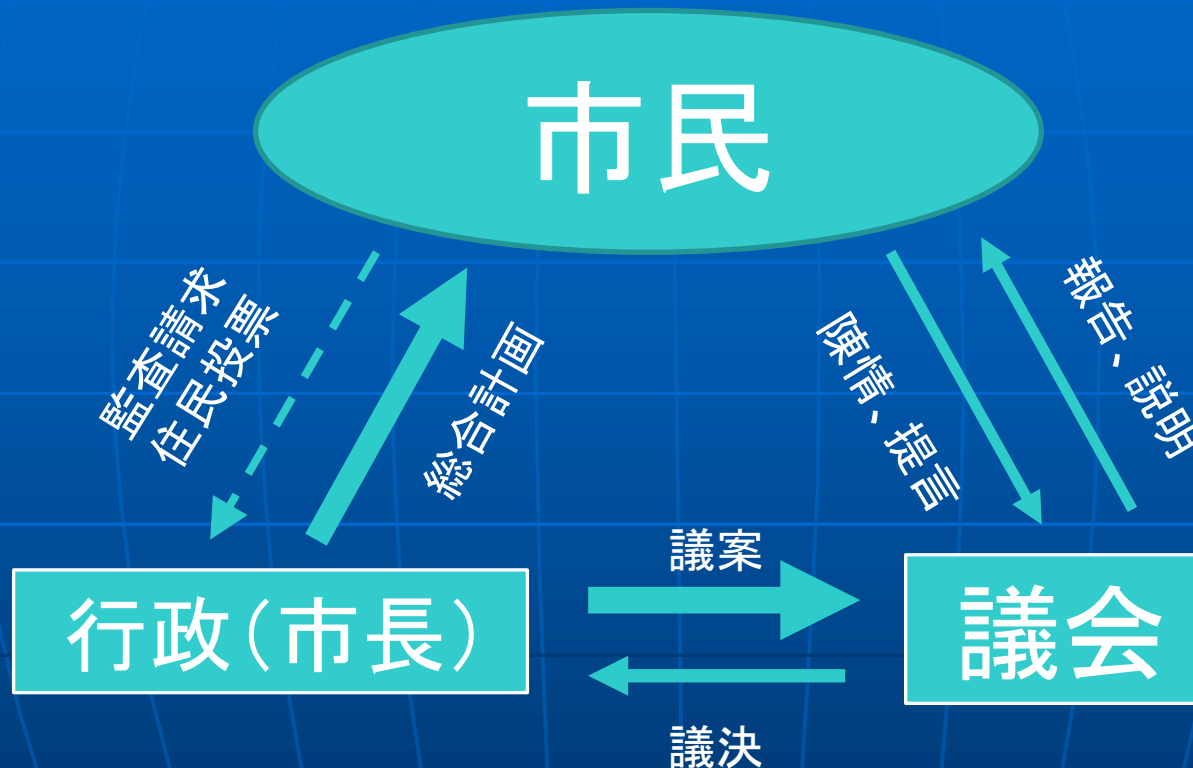 市民
監査請求
住民投票
総合計画
陳情、提言
報告、説明
議案
行政(市長)
議会
議決